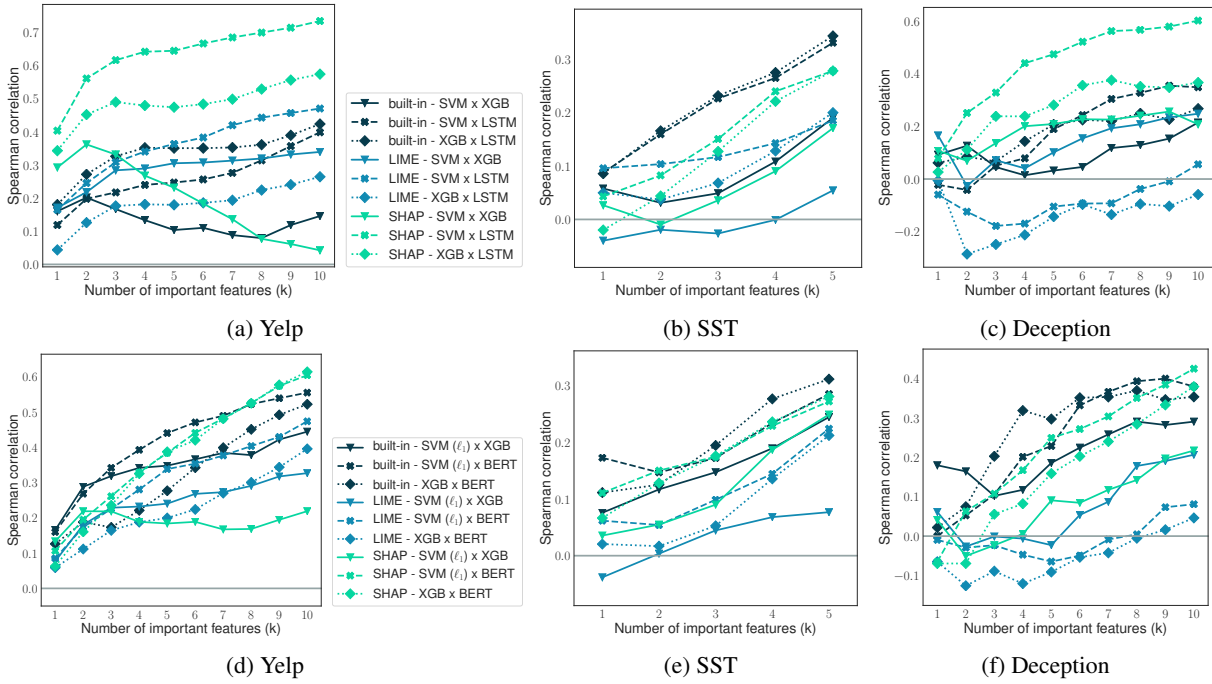 0.7
0.6
0.5
0.4
0.3
0.2
0.1
0.0
Spearman correlation
1 2 3 4 5 6 7 8 9 10
Number of important features (k)
(a) Yelp
built-in - SVM x XGB
built-in - SVM x LSTM
built-in - XGB x LSTM
LIME - SVM x XGB
LIME - SVM x LSTM
LIME - XGB x LSTM
SHAP - SVM x XGB
SHAP - SVM x LSTM
SHAP - XGB x LSTM
0.3
0.2
0.1
0.0
Spearman correlation
1 2 3 4 5
Number of important features (k)
(b) SST
0.6
0.4
0.2
0.0
−0.2
Spearman correlation
1 2 3 4 5 6 7 8 9 10
Number of important features (k)
(c) Deception
0.6
0.5
0.4
0.3
0.2
0.1
0.0
Spearman correlation
1 2 3 4 5 6 7 8 9 10
Number of important features (k)
(d) Yelp
built-in - SVM (ℓ₁) x XGB
built-in - SVM (ℓ₁) x BERT
built-in - XGB x BERT
LIME - SVM (ℓ₁) x XGB
LIME - SVM (ℓ₁) x BERT
LIME - XGB x BERT
SHAP - SVM (ℓ₁) x XGB
SHAP - SVM (ℓ₁) x BERT
SHAP - XGB x BERT
0.3
0.2
0.1
0.0
Spearman correlation
1 2 3 4 5
Number of important features (k)
(e) SST
0.4
0.3
0.2
0.1
0.0
−0.1
Spearman correlation
1 2 3 4 5 6 7 8 9 10
Number of important features (k)
(f) Deception